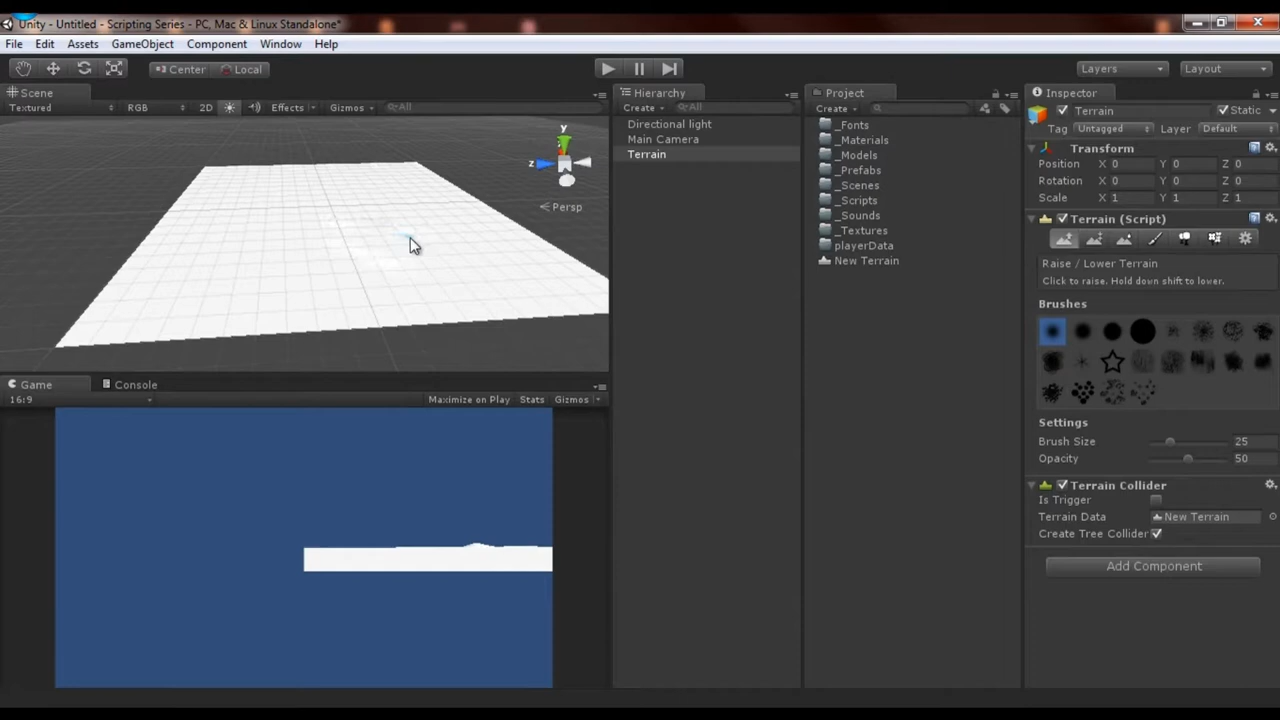 Unity - Untitled - Scripting Series - PC, Mac & Linux Standalone*
File Edit Assets GameObject Component Window Help
Center Local
Layers Layout
Scene
Textured RGB 2D Effects Gizmos All
y
z
Persp
Game Console
16:9 Maximize on Play Stats Gizmos
Hierarchy
Create All
Directional light
Main Camera
Terrain
Project
Create
_Fonts
_Materials
_Models
_Prefabs
_Scenes
_Scripts
_Sounds
_Textures
playerData
New Terrain
Inspector
Terrain Static
Tag Untagged Layer Default
Transform
Position X 0 Y 0 Z 0
Rotation X 0 Y 0 Z 0
Scale X 1 Y 1 Z 1
Terrain (Script)
Raise / Lower Terrain
Click to raise. Hold down shift to lower.
Brushes
Settings
Brush Size 25
Opacity 50
Terrain Collider
Is Trigger
Terrain Data New Terrain
Create Tree Collider
Add Component